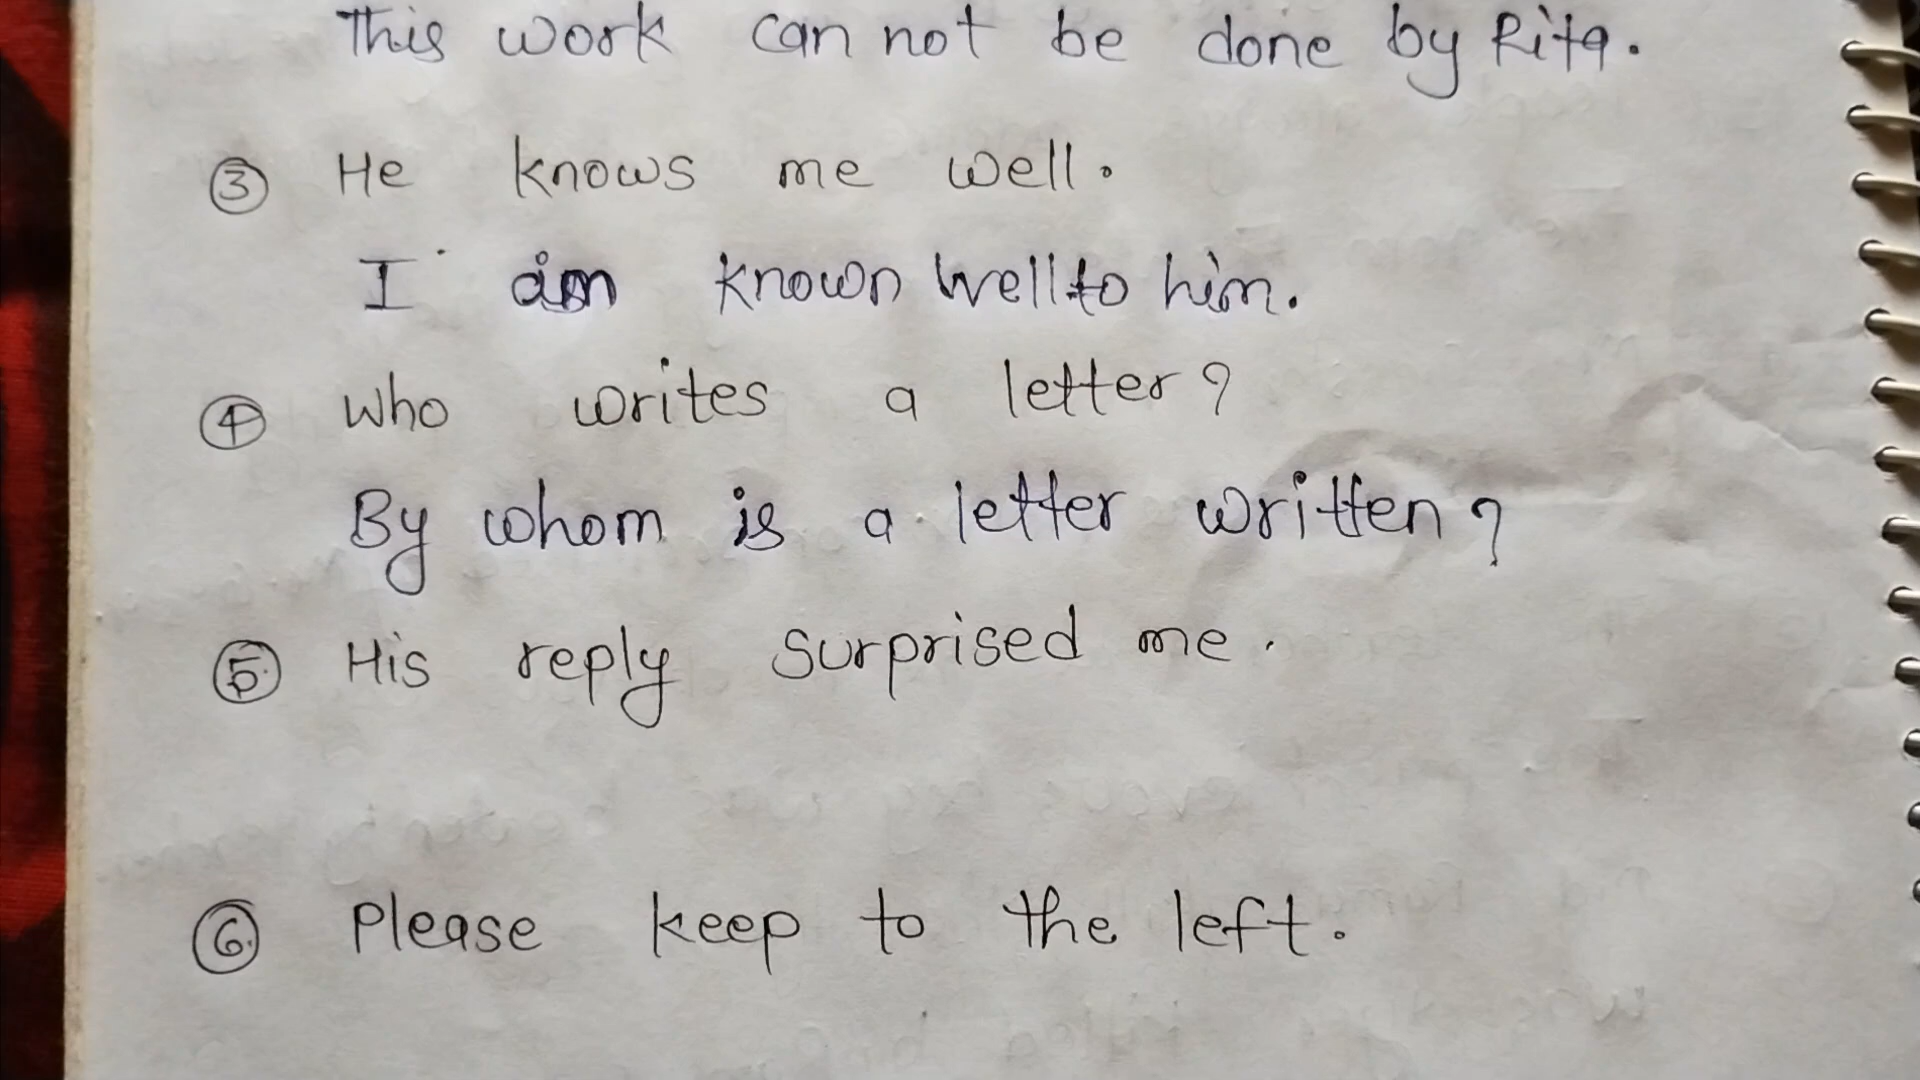 This work can not be done by Rita.
③ He knows me well.
I am known well to him.
④ Who writes a letter?
By whom is a letter written?
⑤ His reply surprised me.
⑥ Please keep to the left.